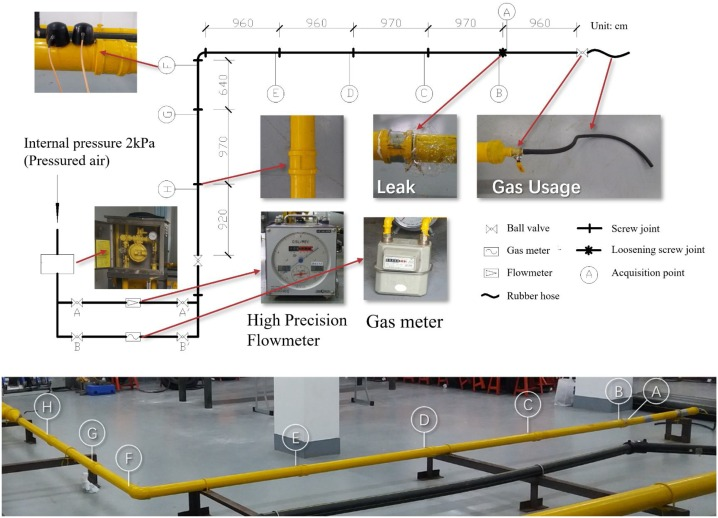 A
960
960
970
970
960
Unit: cm
F
E
D
C
B
640
G
970
Internal pressure 2kPa
(Pressured air)
H
Leak
Gas Usage
920
Ball valve
Screw joint
Gas meter
Loosening screw joint
Flowmeter
A
Acquisition point
Rubber hose
A
A
B
B
High Precision
Flowmeter
Gas meter
H
G
F
E
D
C
B
A